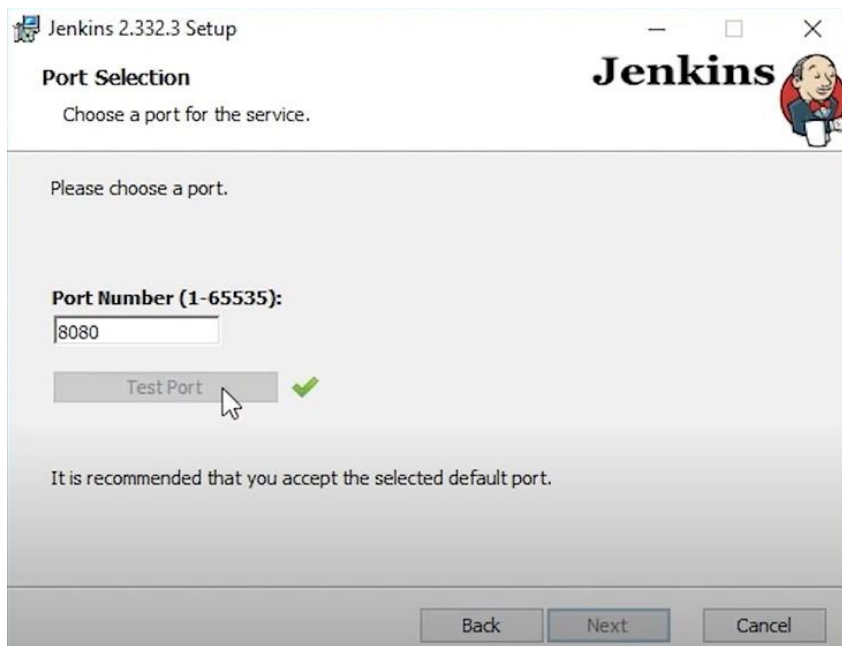 Jenkins 2.332.3 Setup
Port Selection
Jenkins
Choose a port for the service.
Please choose a port.
Port Number (1-65535):
8080
Test Port
It is recommended that you accept the selected default port.
Back
Next
Cancel